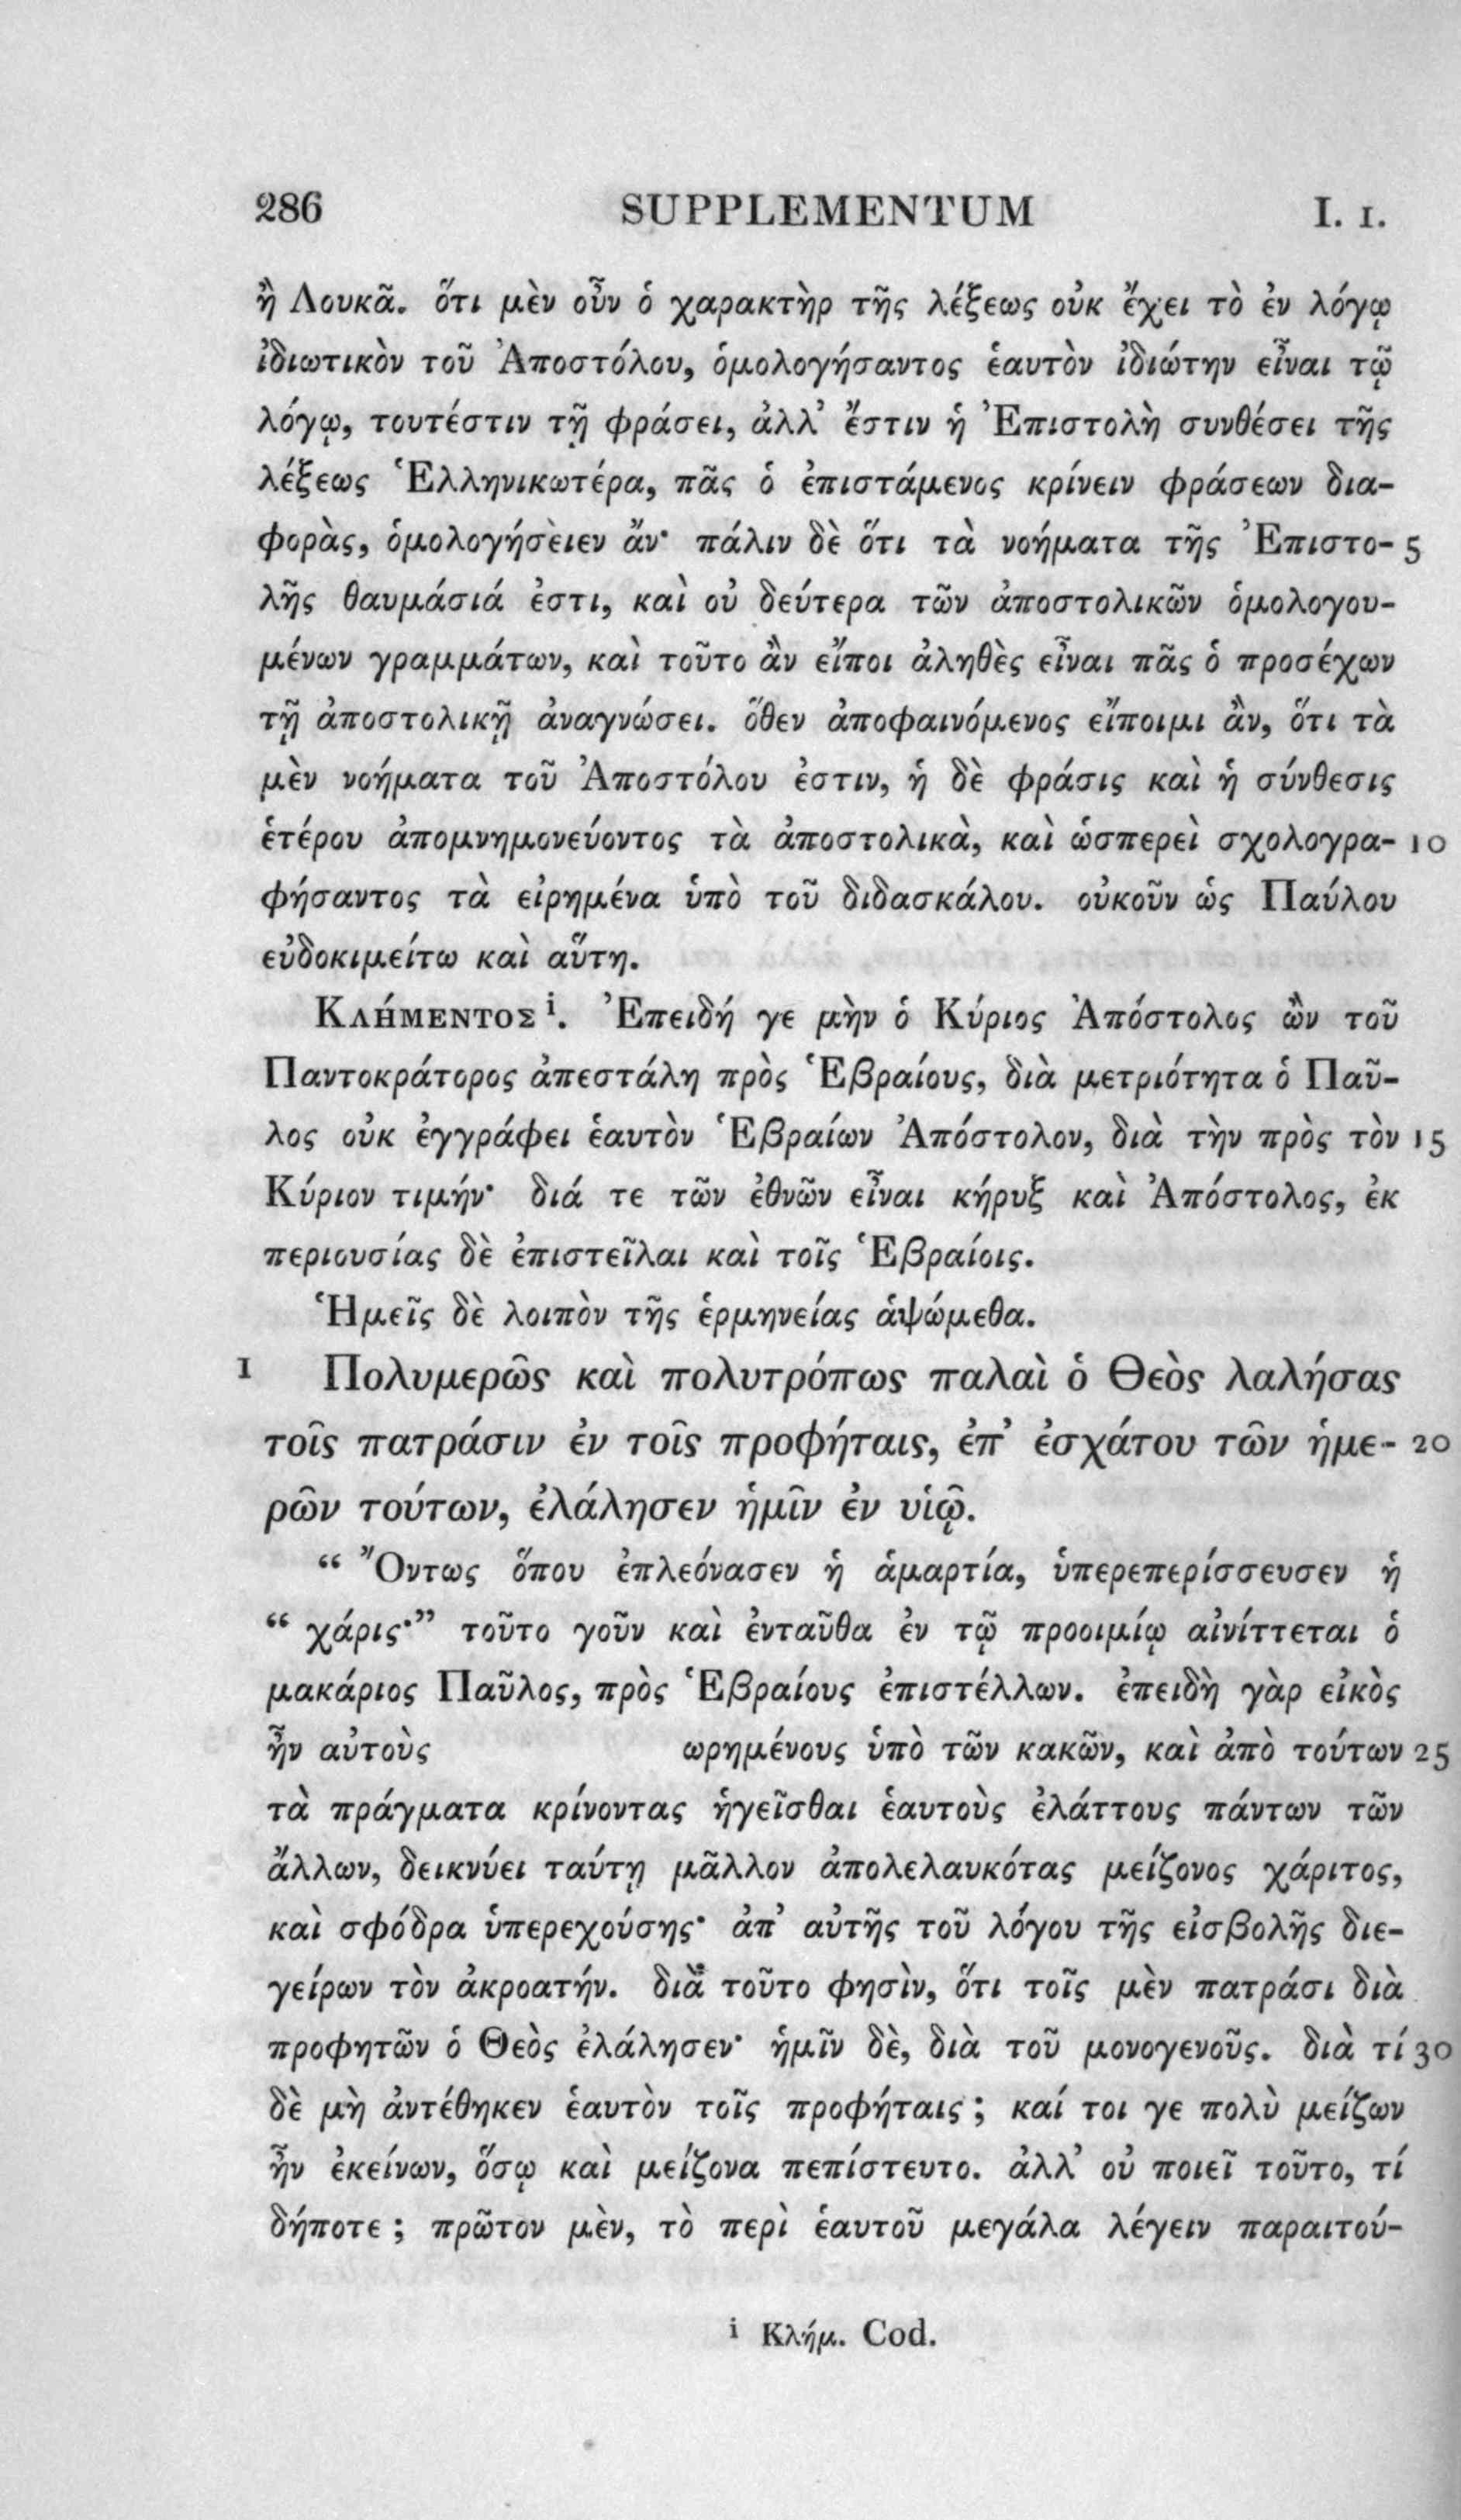 286 SUPPLEMENTUM I. 1.
ἢ Λουκᾶ. ὅτι μὲν οὖν ὁ χαρακτὴρ τῆς λέξεως οὐκ ἔχει τὸ ἐν λόγῳ
ἰδιωτικὸν τοῦ Ἀποστόλου, ὁμολογήσαντος ἑαυτὸν ἰδιώτην εἶναι τῷ
λόγῳ, τουτέστιν τῇ φράσει, ἀλλ' ἔστιν ἡ Ἐπιστολὴ συνθέσει τῆς
λέξεως Ἑλληνικωτέρα, πᾶς ὁ ἐπιστάμενος κρίνειν φράσεων δια-
φορὰς, ὁμολογήσὲιεν ἄν· πάλιν δὲ ὅτι τὰ νοήματα τῆς Ἐπιστο- 5
λῆς θαυμάσιά ἐστι, καὶ οὐ δεύτερα τῶν ἀποστολικῶν ὁμολογου-
μένων γραμμάτων, καὶ τοῦτο ἂν εἴποι ἀληθὲς εἶναι πᾶς ὁ προσέχων
τῇ ἀποστολικῇ ἀναγνώσει. ὅθεν ἀποφαινόμενος εἴποιμι ἂν, ὅτι τὰ
μὲν νοήματα τοῦ Ἀποστόλου ἐστιν, ἡ δὲ φράσις καὶ ἡ σύνθεσις
ἑτέρου ἀπομνημονεύοντος τὰ ἀποστολικὰ, καὶ ὡσπερεὶ σχολογρα- 10
φήσαντος τὰ εἰρημένα ὑπὸ τοῦ διδασκάλου. οὐκοῦν ὡς Παύλου
εὐδοκιμείτω καὶ αὕτη.
Κλήμεντος i. Ἐπειδή γε μὴν ὁ Κύριος Ἀπόστολος ὢν τοῦ
Παντοκράτορος ἀπεστάλη πρὸς Ἑβραίους, διὰ μετριότητα ὁ Παῦ-
λος οὐκ ἐγγράφει ἑαυτὸν Ἑβραίων Ἀπόστολον, διὰ τὴν πρὸς τὸν 15
Κύριον τιμήν· διά τε τῶν ἐθνῶν εἶναι κήρυξ καὶ Ἀπόστολος, ἐκ
περιουσίας δὲ ἐπιστεῖλαι καὶ τοῖς Ἑβραίοις.
Ἡμεῖς δὲ λοιπὸν τῆς ἑρμηνείας ἁψώμεθα.
1 Πολυμερῶς καὶ πολυτρόπως παλαὶ ὁ Θεὸς λαλήσας
τοῖς πατράσιν ἐν τοῖς προφήταις, ἐπ' ἐσχάτου τῶν ἡμε- 20
ρῶν τούτων, ἐλάλησεν ἡμῖν ἐν υἱῷ.
“ Ὄντως ὅπου ἐπλεόνασεν ἡ ἁμαρτία, ὑπερεπερίσσευσεν ἡ
“ χάρις·” τοῦτο γοῦν καὶ ἐνταῦθα ἐν τῷ προοιμίῳ αἰνίττεται ὁ
μακάριος Παῦλος, πρὸς Ἑβραίους ἐπιστέλλων. ἐπειδὴ γὰρ εἰκὸς
ἦν αὐτοὺς ωρημένους ὑπὸ τῶν κακῶν, καὶ ἀπὸ τούτων 25
τὰ πράγματα κρίνοντας ἡγεῖσθαι ἑαυτοὺς ἐλάττους πάντων τῶν
ἄλλων, δεικνύει ταύτῃ μᾶλλον ἀπολελαυκότας μείζονος χάριτος,
καὶ σφόδρα ὑπερεχούσης· ἀπ' αὐτῆς τοῦ λόγου τῆς εἰσβολῆς διε-
γείρων τὸν ἀκροατήν. διὰ τοῦτο φησὶν, ὅτι τοῖς μὲν πατράσι διὰ
προφητῶν ὁ Θεὸς ἐλάλησεν· ἡμῖν δὲ, διὰ τοῦ μονογενοῦς. διὰ τί 30
δὲ μὴ ἀντέθηκεν ἑαυτὸν τοῖς προφήταις ; καί τοι γε πολὺ μείζων
ἦν ἐκείνων, ὅσῳ καὶ μείζονα πεπίστευτο. ἀλλ' οὐ ποιεῖ τοῦτο, τί
δήποτε ; πρῶτον μὲν, τὸ περὶ ἑαυτοῦ μεγάλα λέγειν παραιτού-
i Κλήμ. Cod.